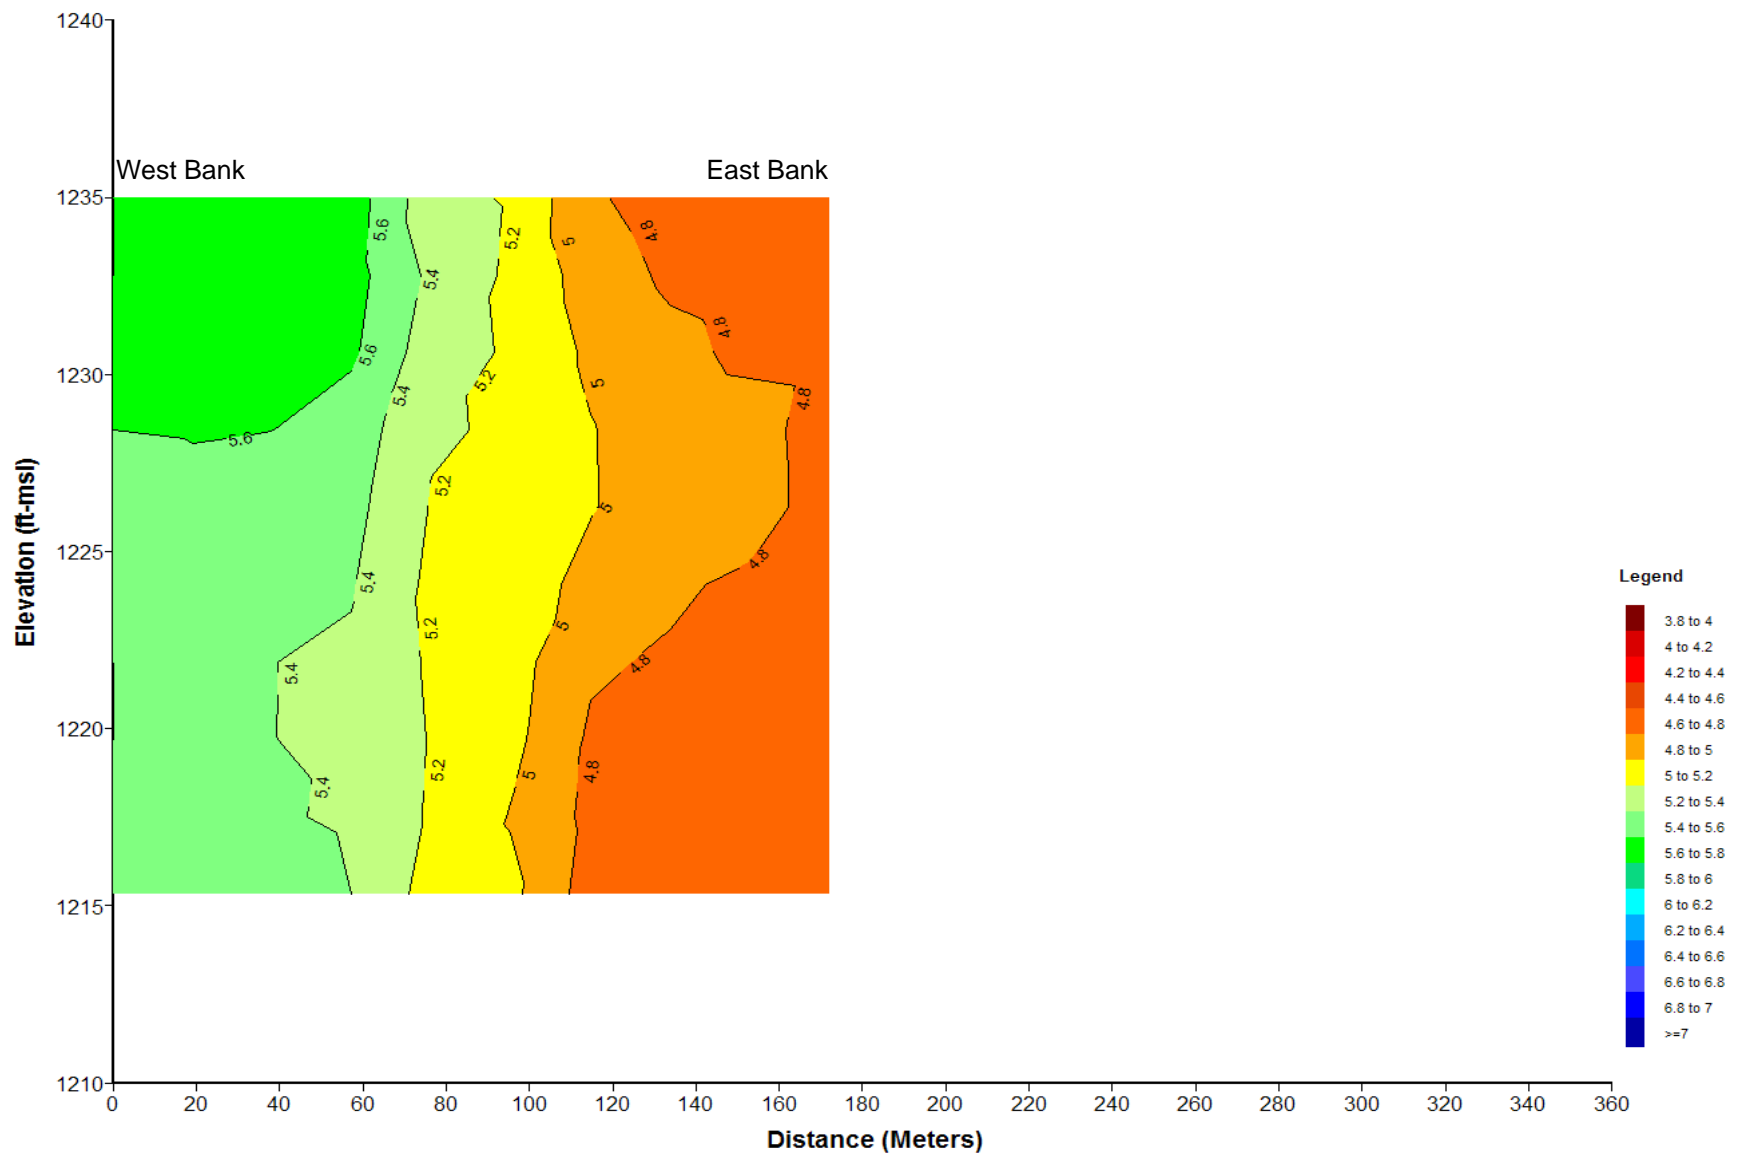 1240
West Bank
East Bank
1235
5.6
4.8
5.2
5
5.4
4.8
5.6
5.2
5
5.4
4.8
1230
5.6
5.2
5
Elevation (ft-msl)
1225
4.8
5.4
5.2
5
4.8
5.4
1220
5.2
5
4.8
5.4
1215
1210
Legend
3.8 to 4
4 to 4.2
4.2 to 4.4
4.4 to 4.6
4.6 to 4.8
4.8 to 5
5 to 5.2
5.2 to 5.4
5.4 to 5.6
5.6 to 5.8
5.8 to 6
6 to 6.2
6.2 to 6.4
6.4 to 6.6
6.6 to 6.8
6.8 to 7
>=7
0 20 40 60 80 100 120 140 160 180 200 220 240 260 280 300 320 340 360
Distance (Meters)